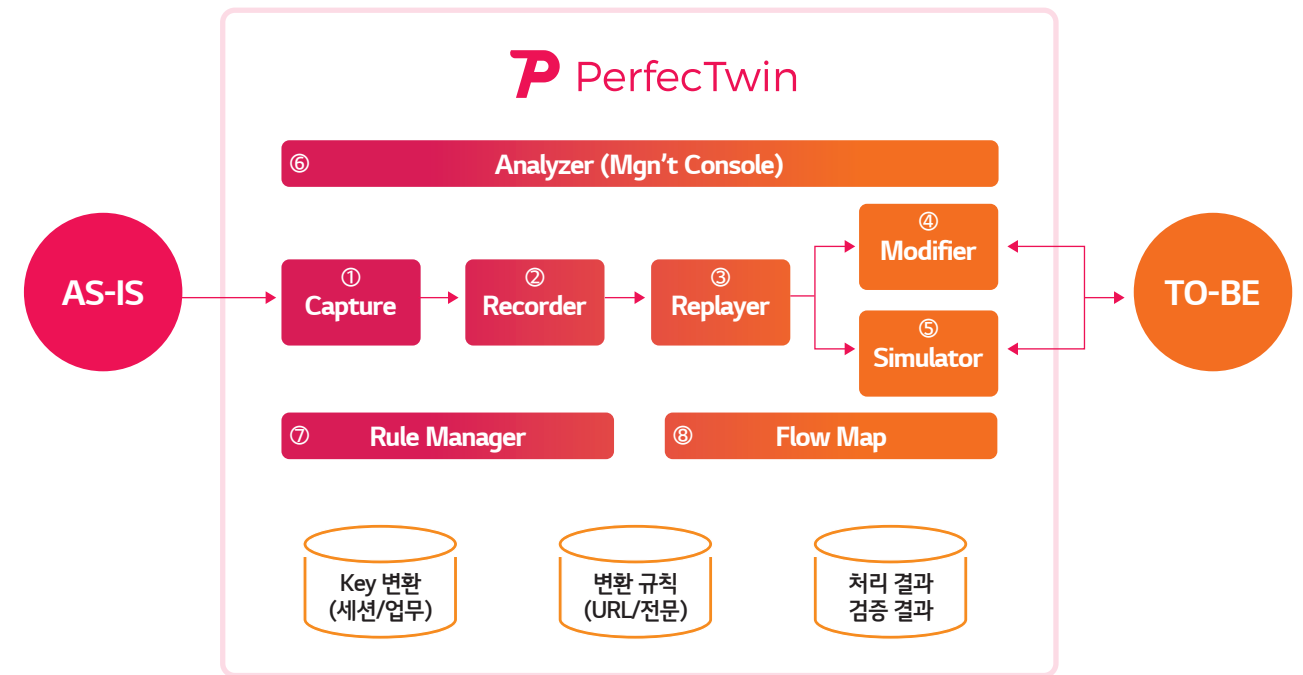 PerfecTwin
⑥ Analyzer (Mgn't Console)
AS-IS
①
Capture
②
Recorder
③
Replayer
④
Modifier
⑤
Simulator
TO-BE
⑦ Rule Manager
⑧ Flow Map
Key 변환
(세션/업무)
변환 규칙
(URL/전문)
처리 결과
검증 결과